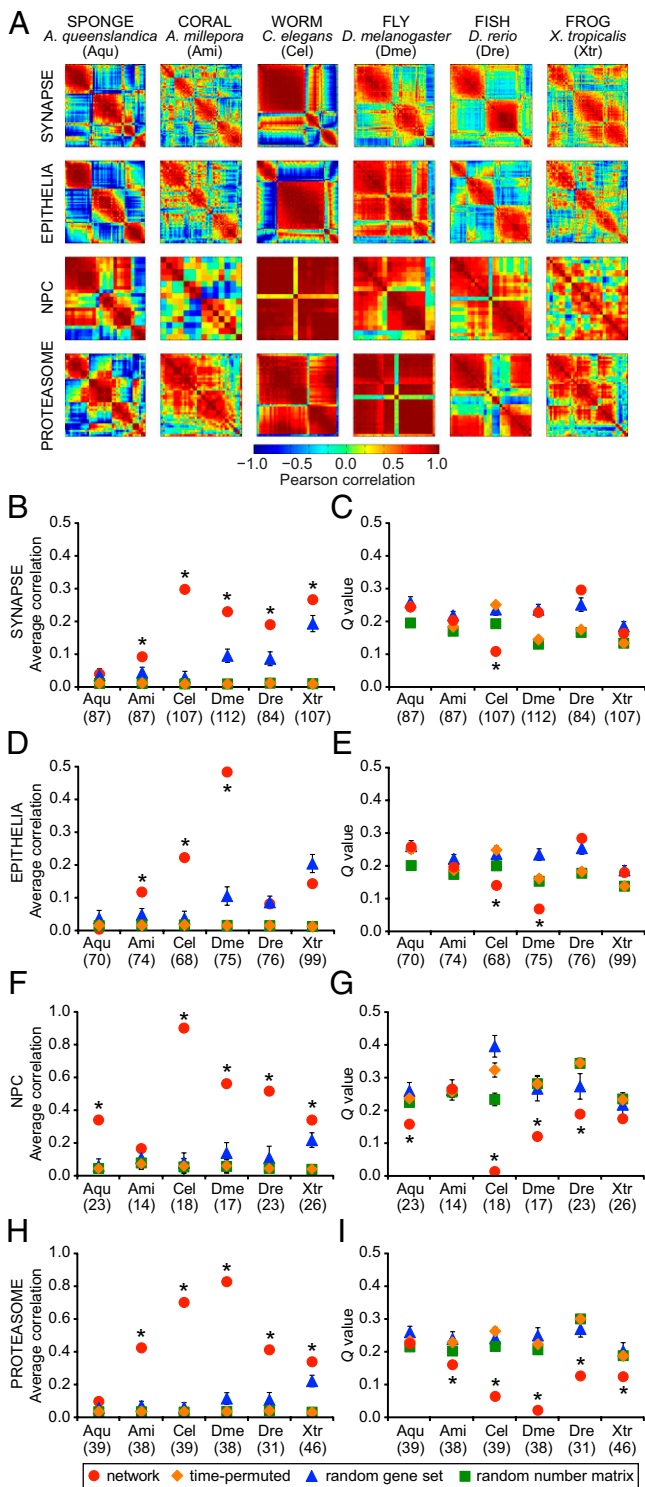 A
SPONGE CORAL WORM FLY FISH FROG
A. queenslandica A. millepora C. elegans D. melanogaster D. rerio X. tropicalis
(Aqu) (Ami) (Cel) (Dme) (Dre) (Xtr)
SYNAPSE
EPITHELIA
NPC
PROTEASOME
−1.0 −0.5 0.0 0.5 1.0
Pearson correlation
B
SYNAPSE
Average correlation
0.5
0.4
0.3
0.2
0.1
0.0
* * * * *
Aqu Ami Cel Dme Dre Xtr
(87) (87) (107) (112) (84) (107)
C
Q value
0.5
0.4
0.3
0.2
0.1
0.0
*
Aqu Ami Cel Dme Dre Xtr
(87) (87) (107) (112) (84) (107)
D
EPITHELIA
Average correlation
0.5
0.4
0.3
0.2
0.1
0.0
* * *
Aqu Ami Cel Dme Dre Xtr
(70) (74) (68) (75) (76) (99)
E
Q value
0.5
0.4
0.3
0.2
0.1
0.0
* *
Aqu Ami Cel Dme Dre Xtr
(70) (74) (68) (75) (76) (99)
F
NPC
Average correlation
1.0
0.8
0.6
0.4
0.2
0.0
* * * * *
Aqu Ami Cel Dme Dre Xtr
(23) (14) (18) (17) (23) (26)
G
Q value
0.5
0.4
0.3
0.2
0.1
0.0
* * * *
Aqu Ami Cel Dme Dre Xtr
(23) (14) (18) (17) (23) (26)
H
PROTEASOME
Average correlation
1.0
0.8
0.6
0.4
0.2
0.0
* * * * *
Aqu Ami Cel Dme Dre Xtr
(39) (38) (39) (38) (31) (46)
I
Q value
0.5
0.4
0.3
0.2
0.1
0.0
* * * * *
Aqu Ami Cel Dme Dre Xtr
(39) (38) (39) (38) (31) (46)
network time-permuted random gene set random number matrix